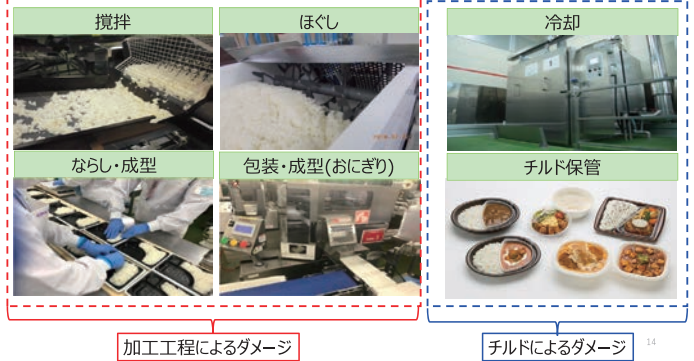 撹拌
ほぐし
冷却
ならし・成型
包装・成型(おにぎり)
チルド保管
加工工程によるダメージ
チルドによるダメージ
14